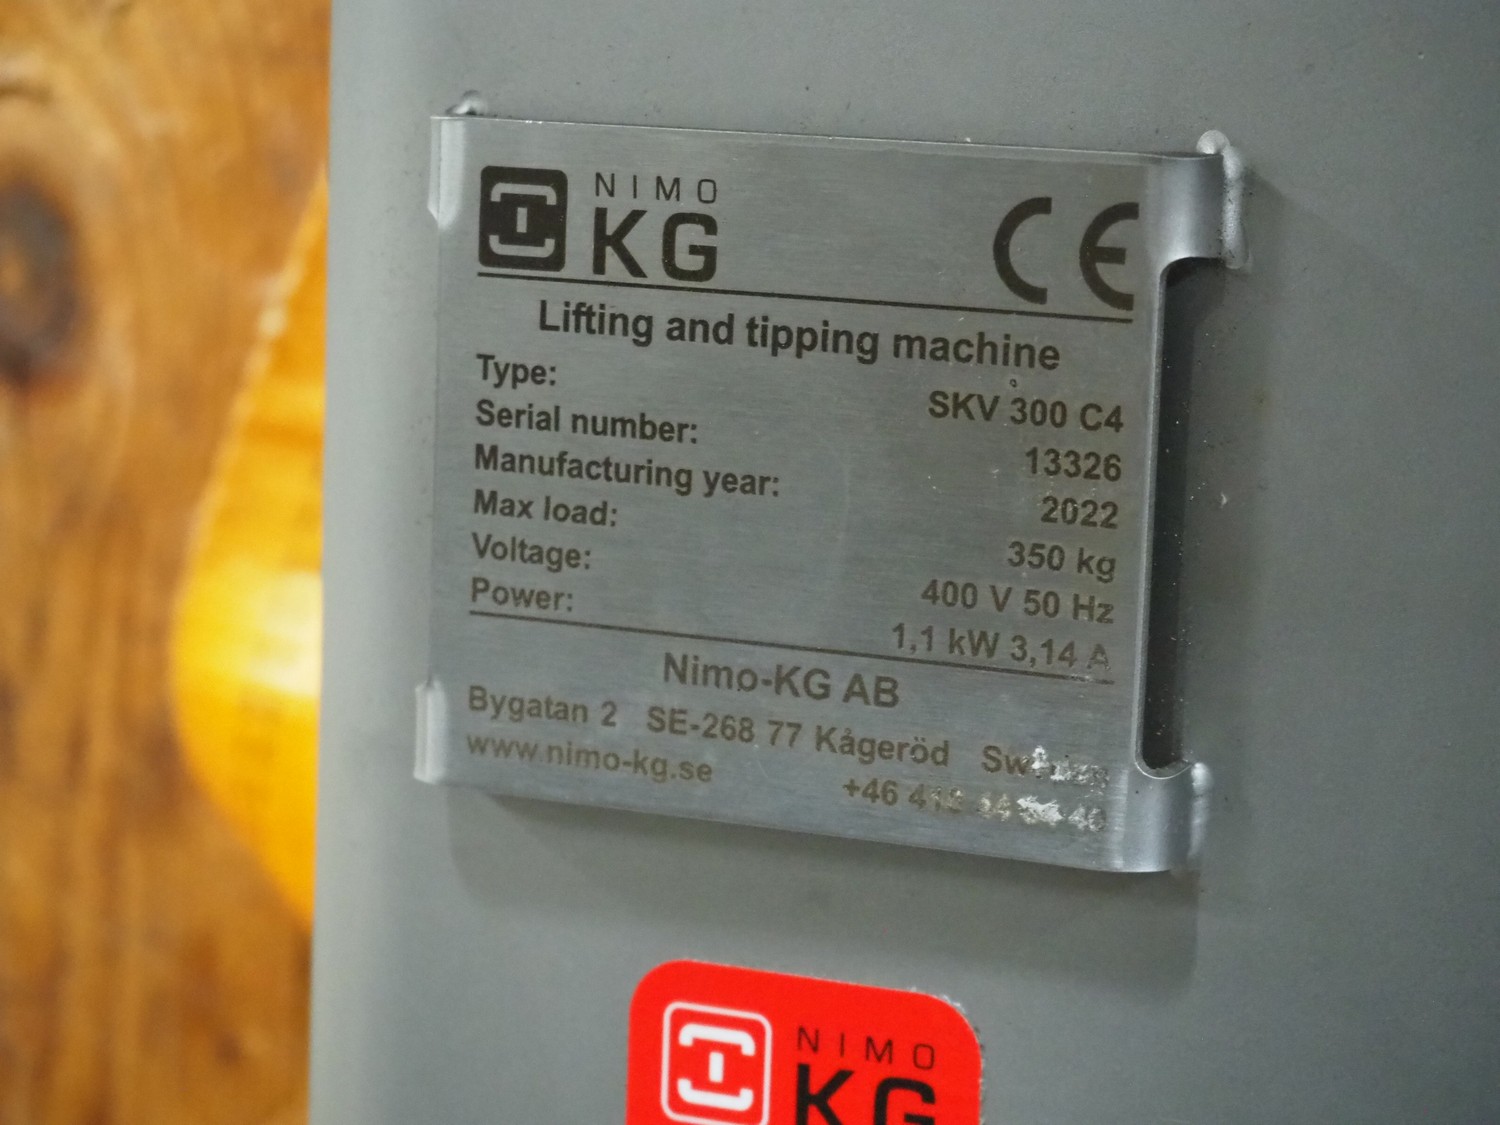 NIMO
KG
CE
Lifting and tipping machine
Type: SKV 300 C4
Serial number: 13326
Manufacturing year: 2022
Max load: 350 kg
Voltage: 400 V 50 Hz
Power: 1,1 kW 3,14 A
Nimo-KG AB
Bygatan 2 SE-268 77 Kågeröd Sweden
www.nimo-kg.se +46
NIMO
KG